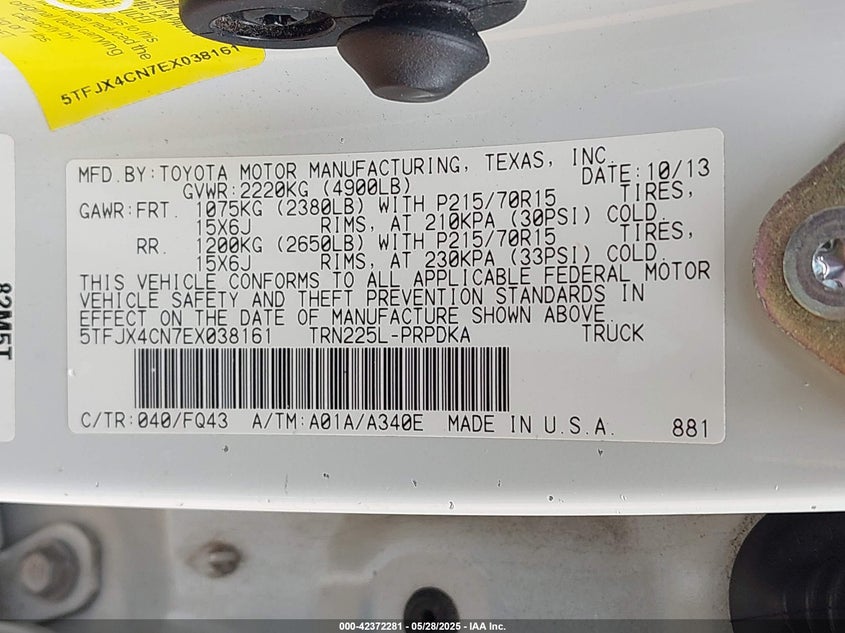 original load carrying
5TFJX4CN7EX038161
MFD.BY:TOYOTA MOTOR MANUFACTURING, TEXAS, INC.
GVWR:2220KG (4900LB) DATE:10/13
GAWR:FRT. 1075KG (2380LB) WITH P215/70R15 TIRES,
15X6J RIMS, AT 210KPA (30PSI) COLD.
RR. 1200KG (2650LB) WITH P215/70R15 TIRES,
15X6J RIMS, AT 230KPA (33PSI) COLD.
THIS VEHICLE CONFORMS TO ALL APPLICABLE FEDERAL MOTOR
VEHICLE SAFETY AND THEFT PREVENTION STANDARDS IN
EFFECT ON THE DATE OF MANUFACTURE SHOWN ABOVE.
5TFJX4CN7EX038161 TRN225L-PRPDKA TRUCK
C/TR:040/FQ43 A/TM:A01A/A340E MADE IN U.S.A. 881
82M5T
000-42372281 - 05/28/2025 - IAA Inc.